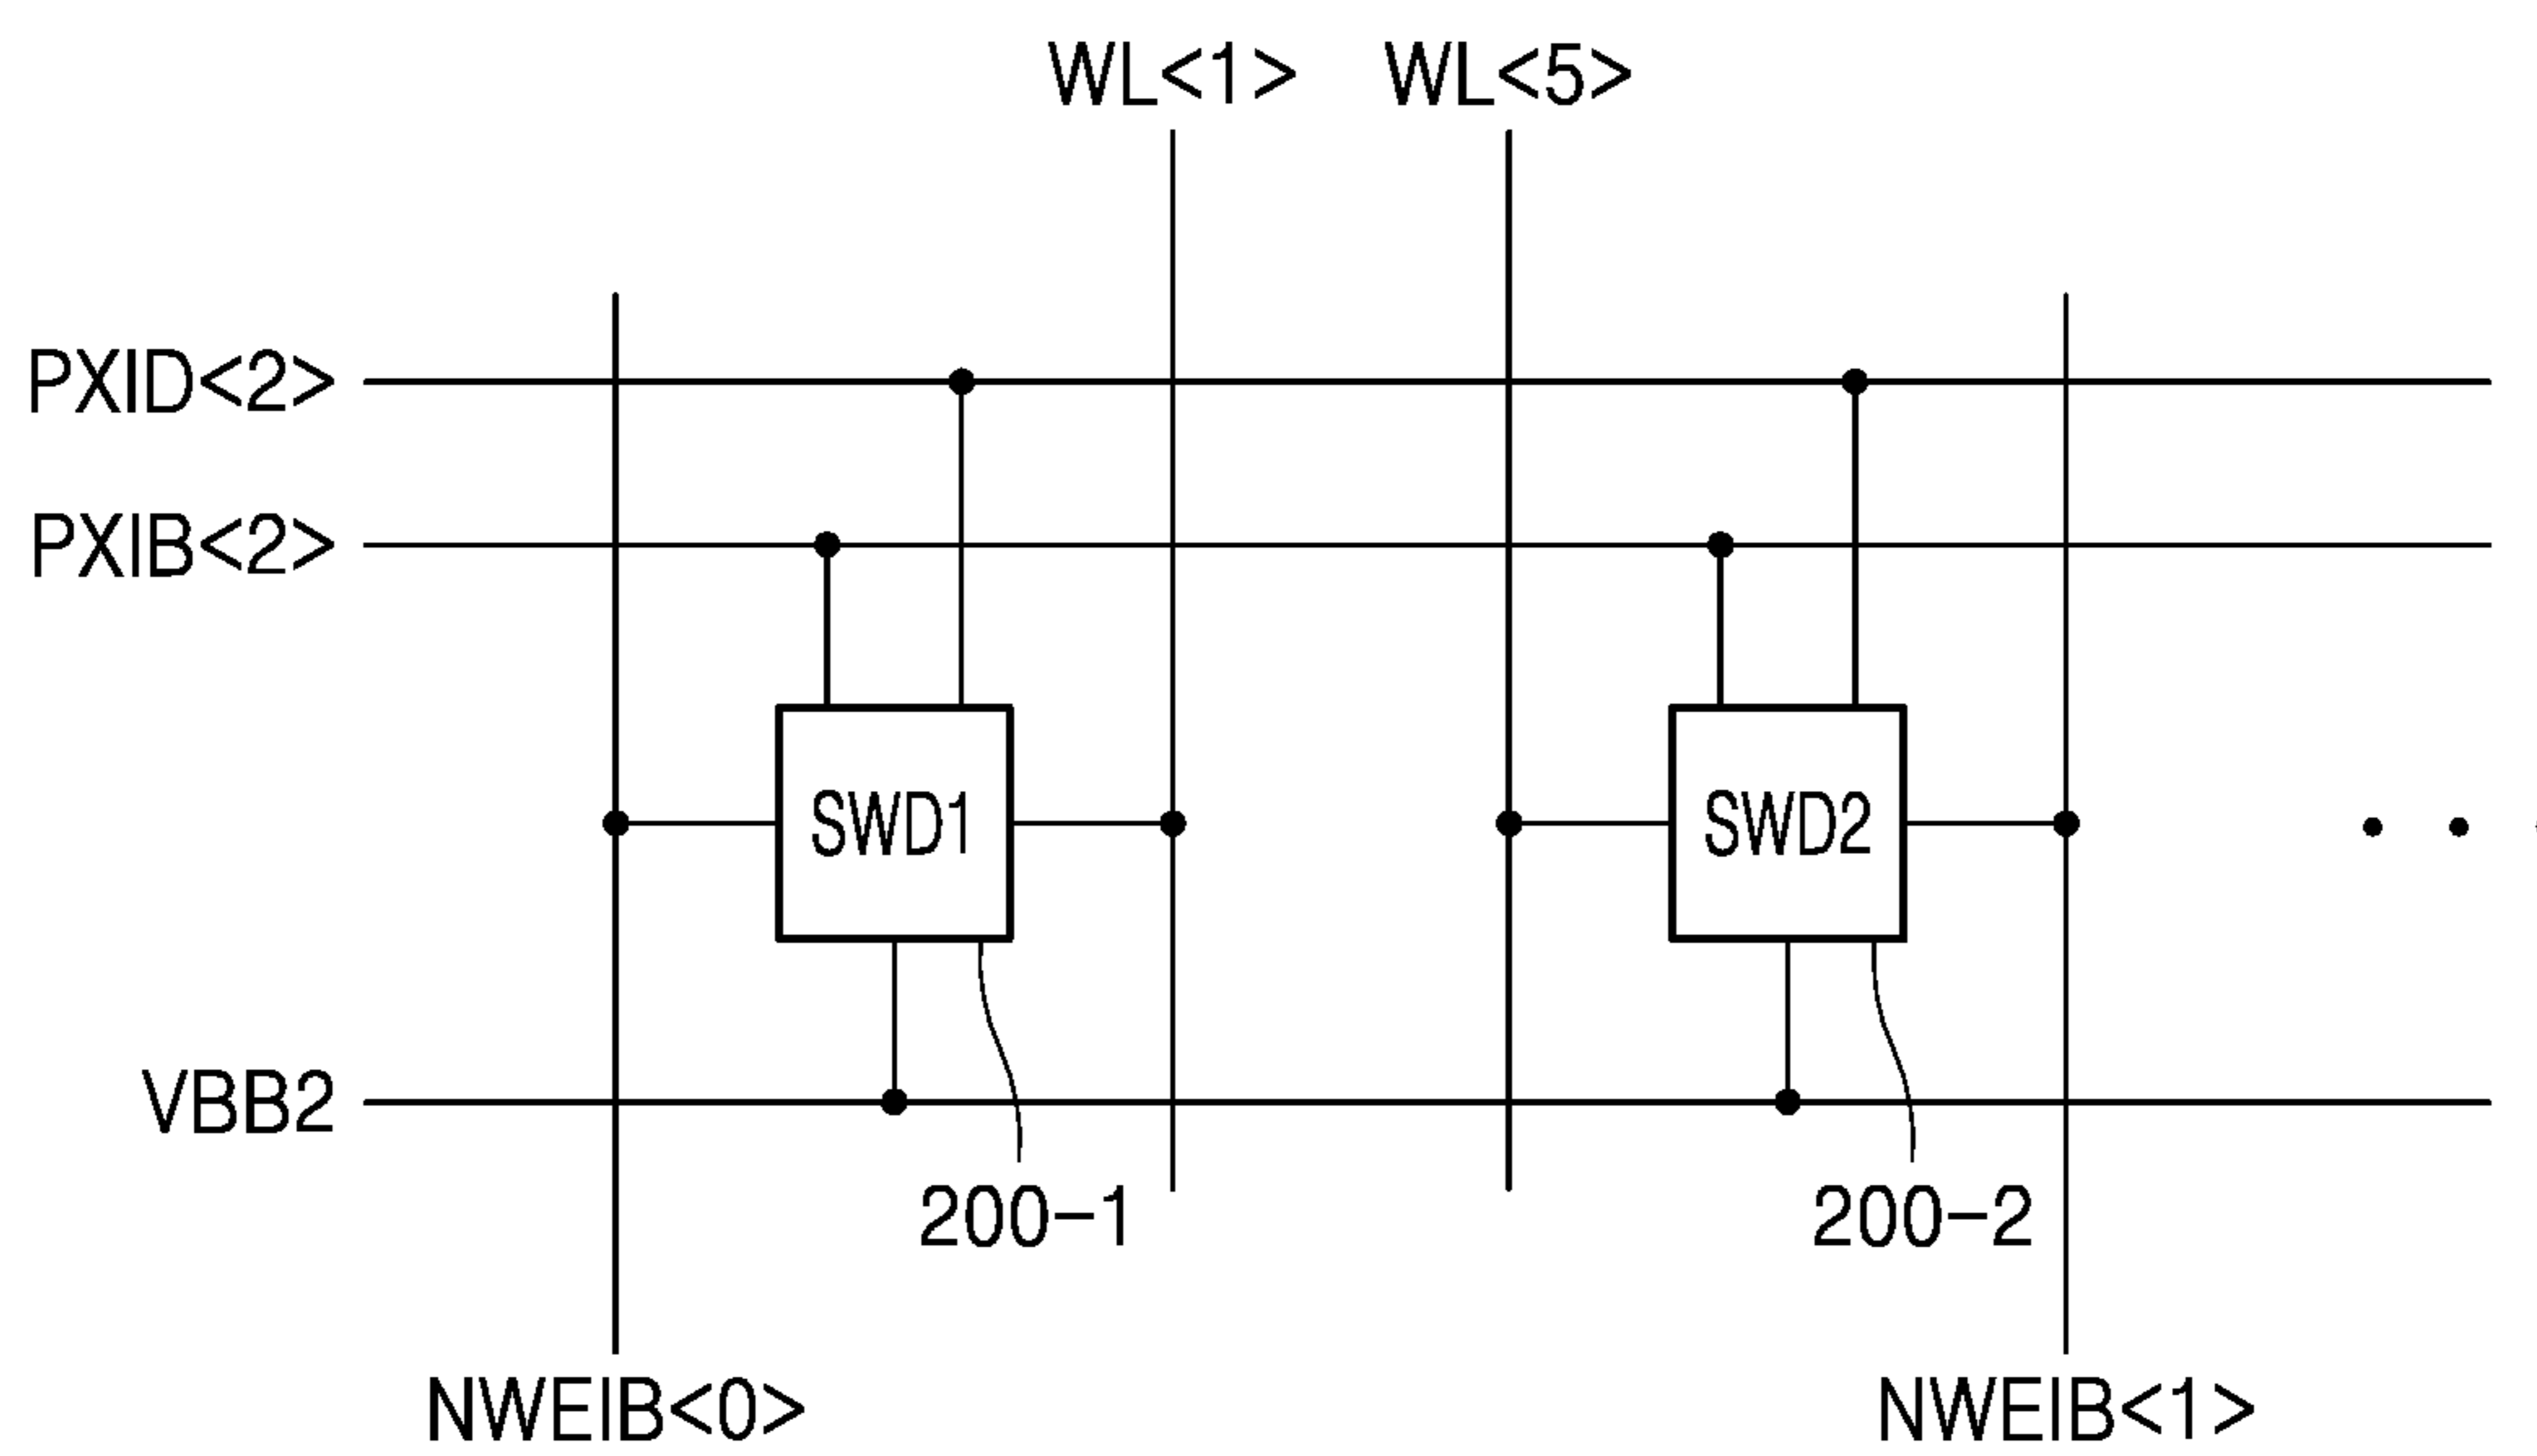 WL<1> WL<5>
PXID<2>
PXIB<2>
SWD1 SWD2
VBB2
200-1 200-2
NWEIB<0> NWEIB<1>